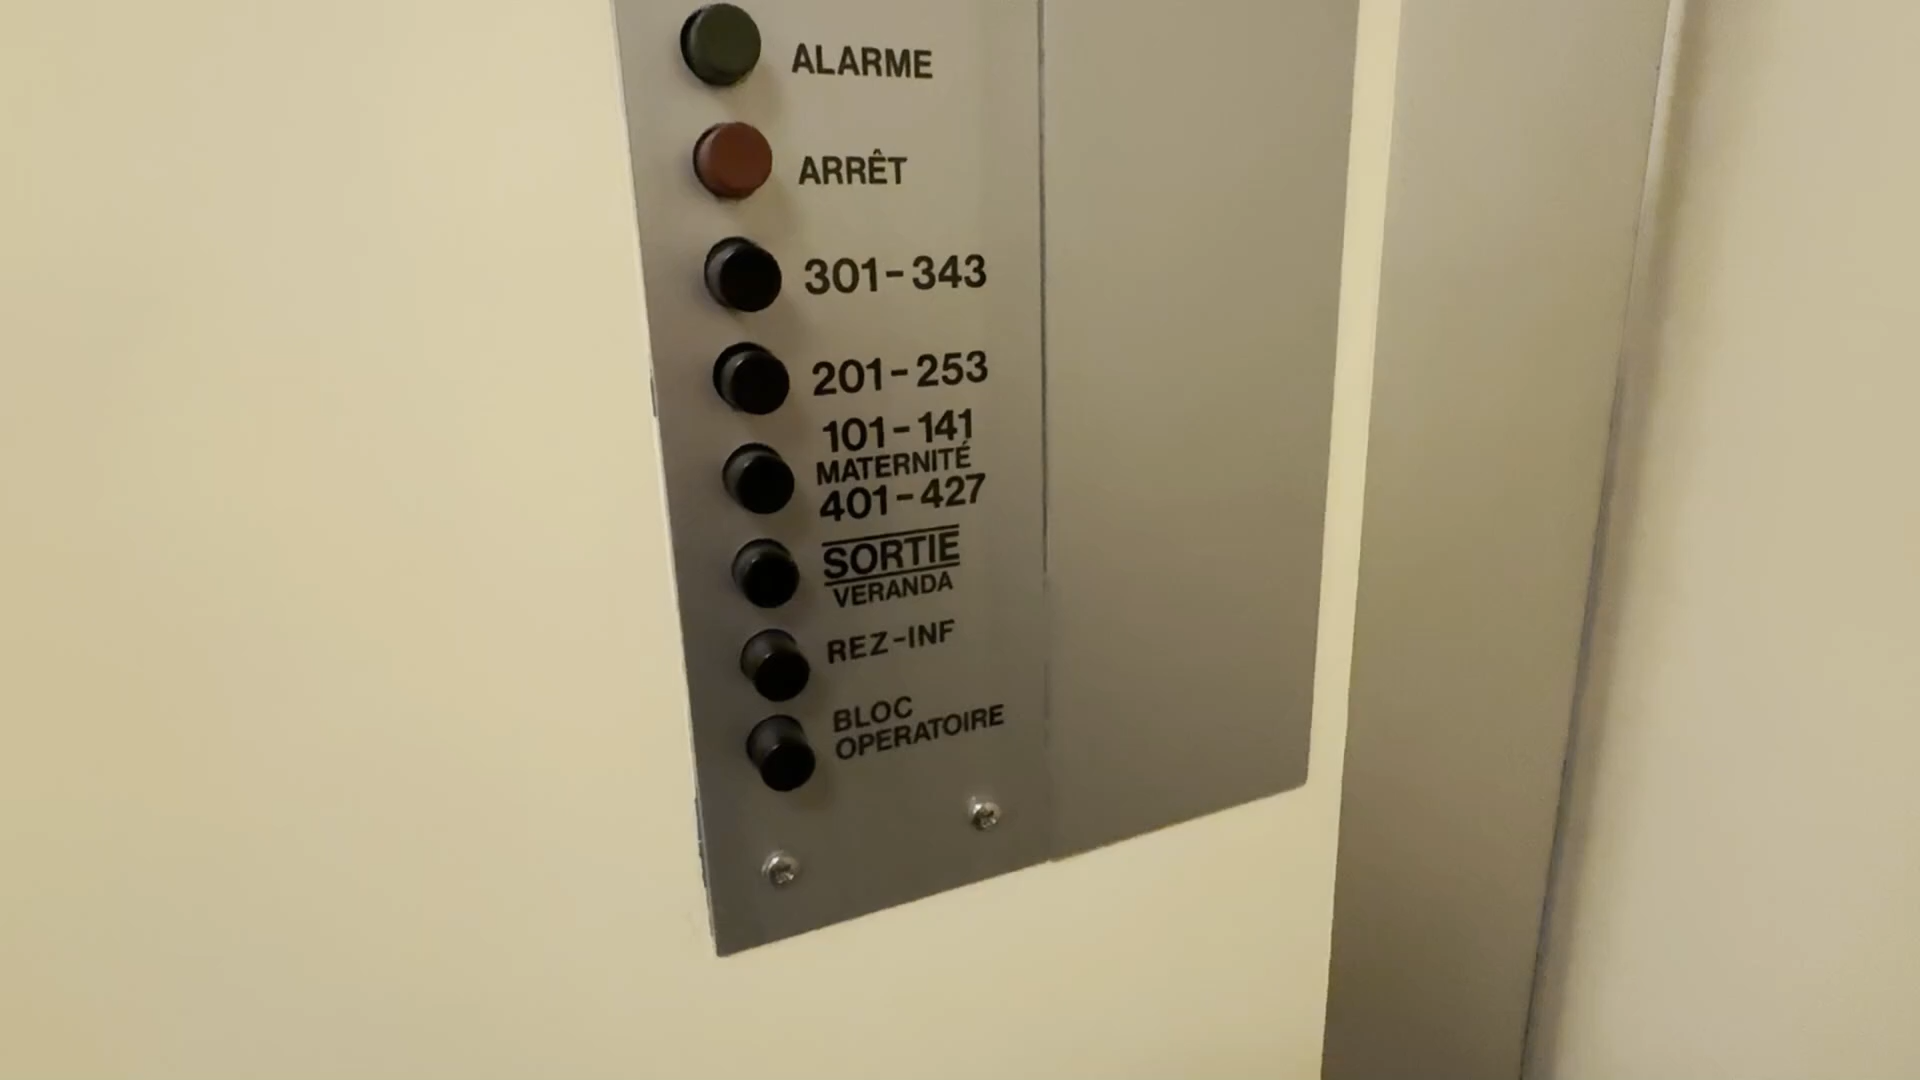 ALARME
ARRÊT
301-343
201-253
101-141
MATERNITÉ
401-427
SORTIE
VERANDA
REZ-INF
BLOC
OPERATOIRE